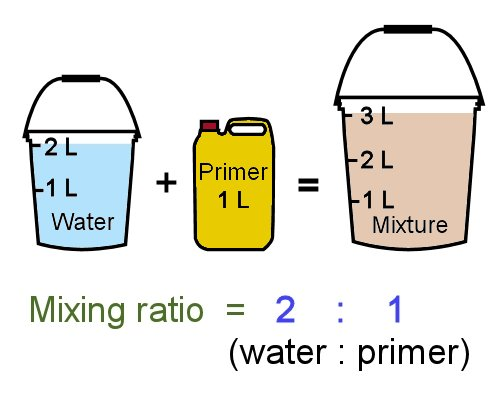 2 L
1 L
Water
+
Primer
1 L
=
3 L
2 L
1 L
Mixture
Mixing ratio = 2 : 1
(water : primer)